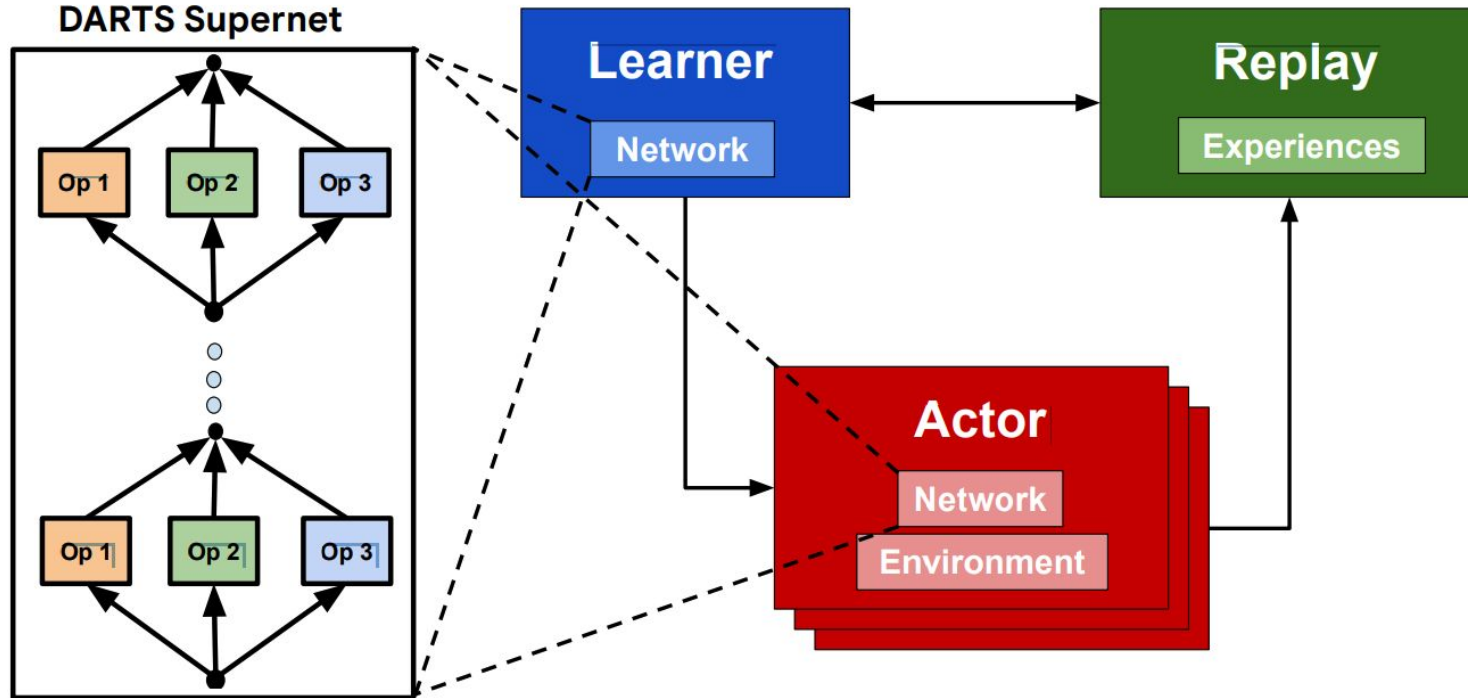 DARTS Supernet
Op 1
Op 2
Op 3
Op 1
Op 2
Op 3
Learner
Network
Replay
Experiences
Actor
Network
Environment